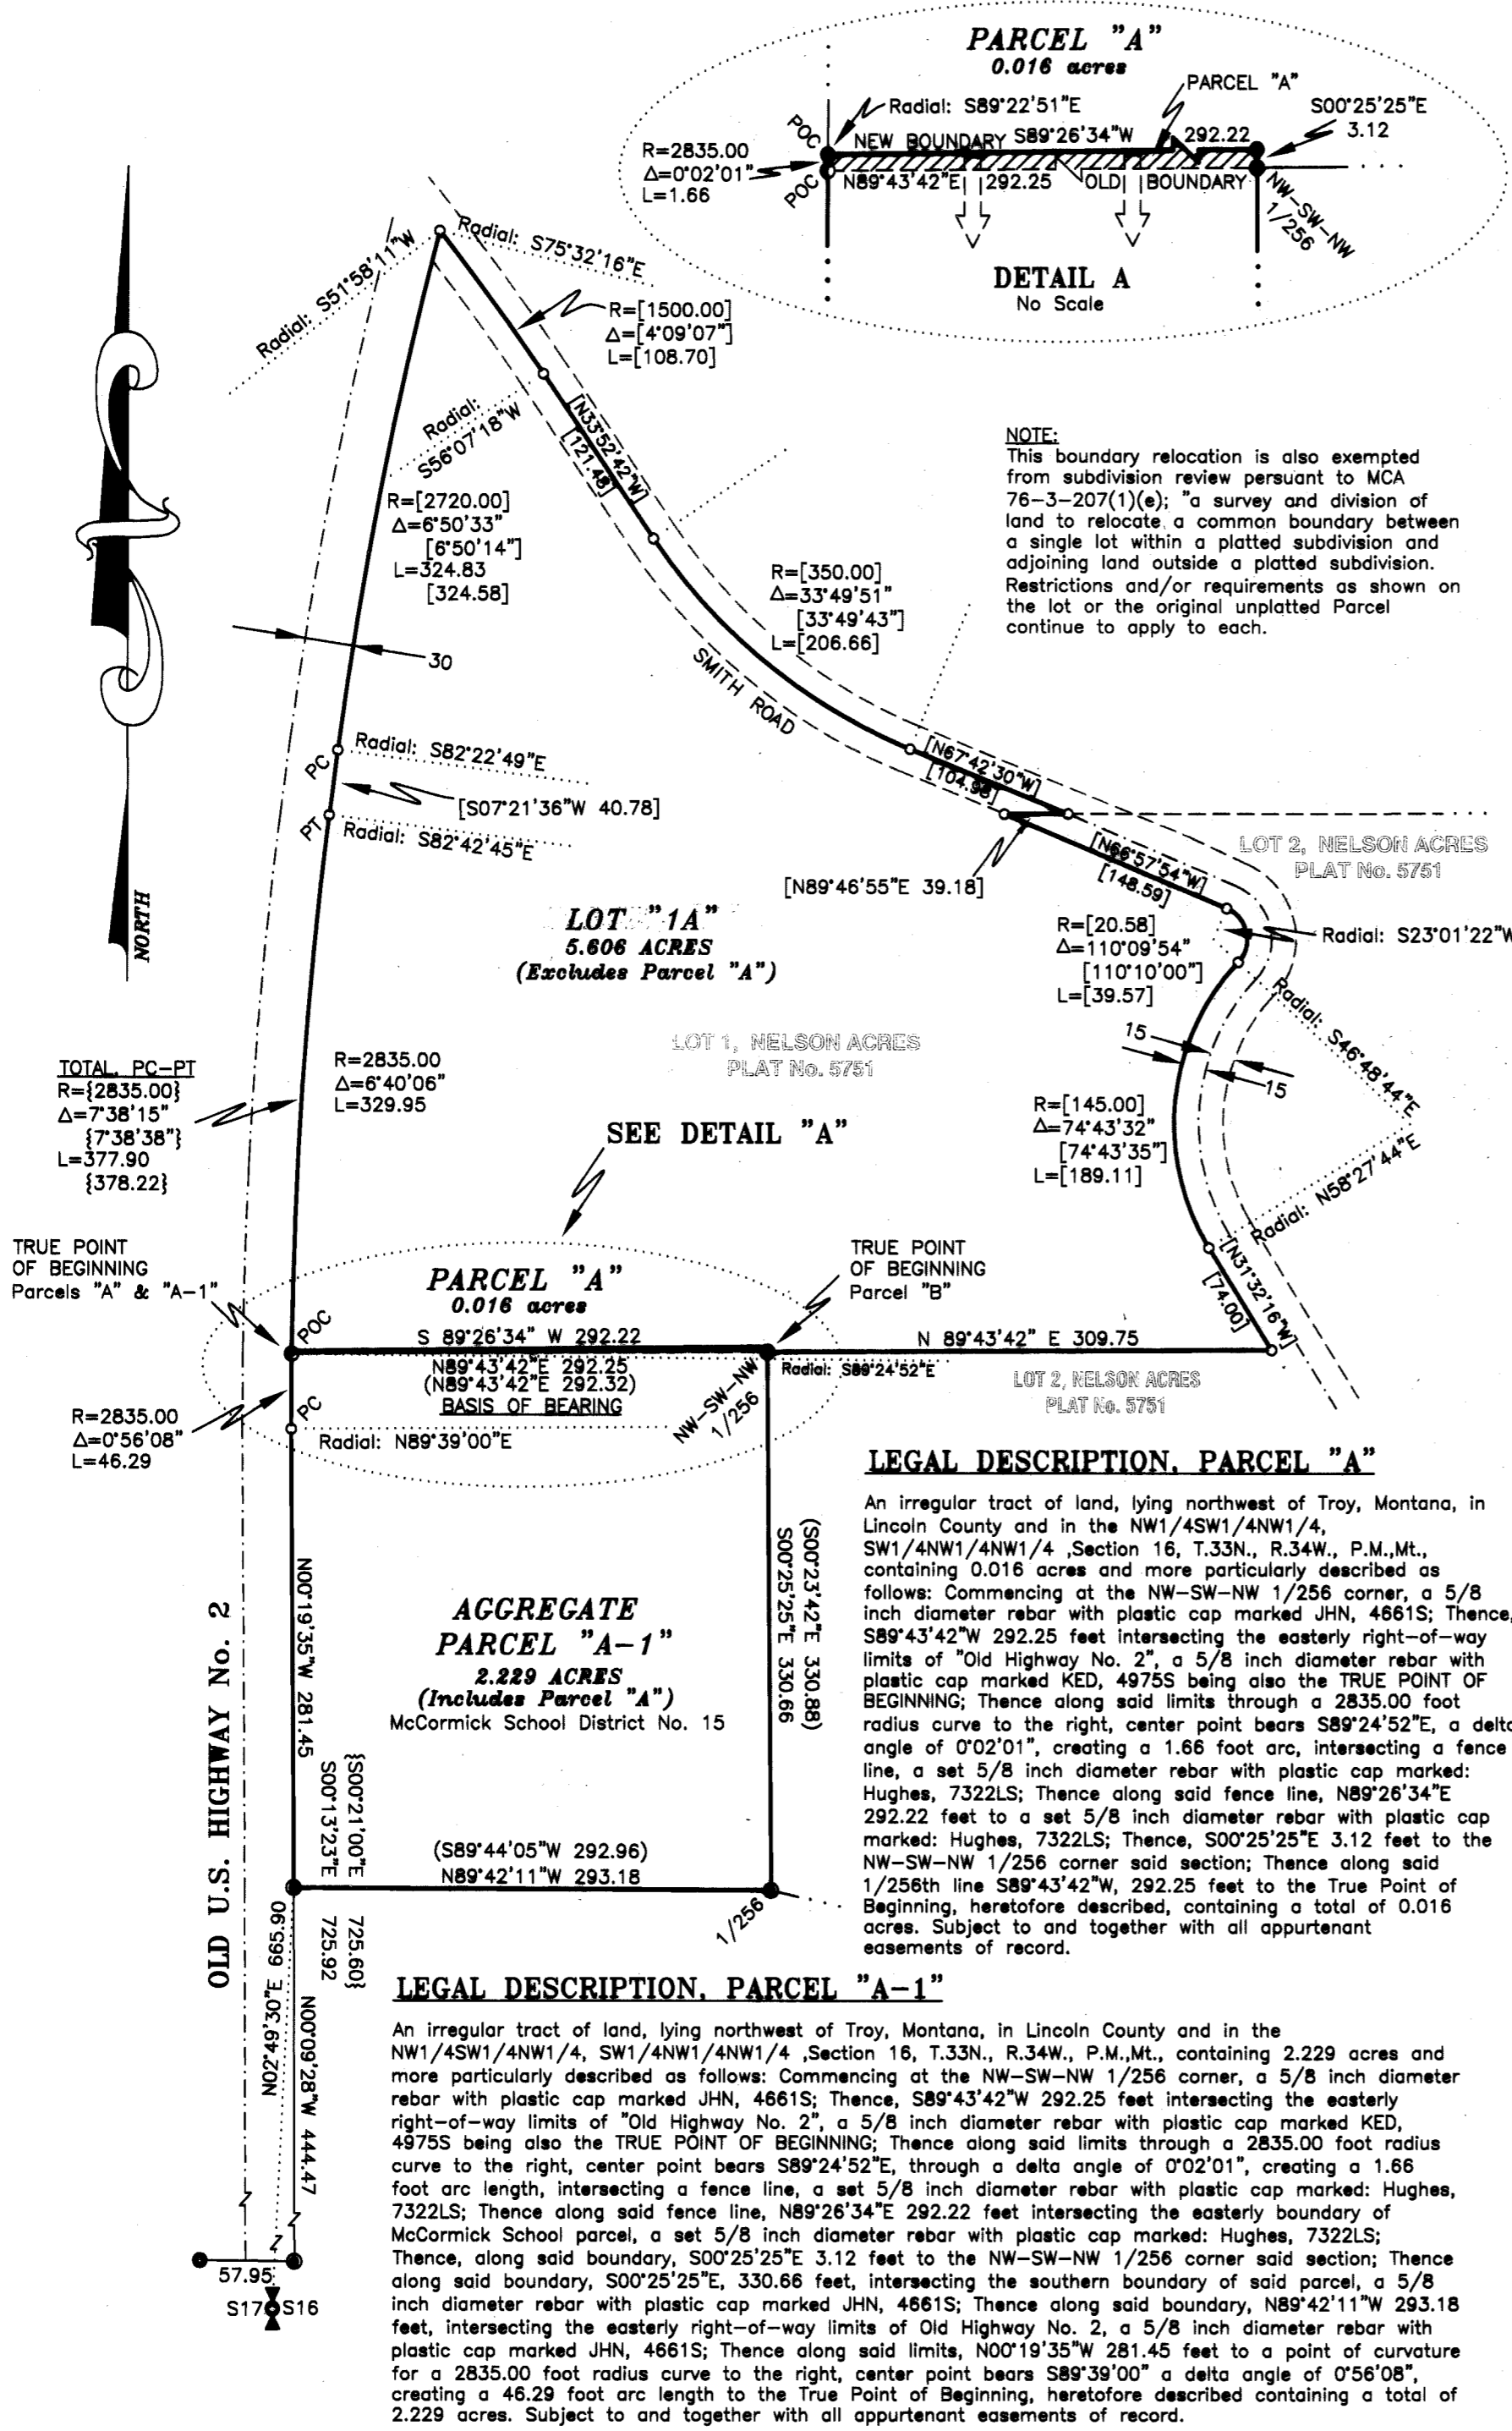 PARCEL "A"
0.016 acres
PARCEL "A"
Radial: S89°22'51"E
S00°25'25"E
3.12
POC
NEW BOUNDARY S89°26'34"W 292.22
R=2835.00
Δ=0°02'01"
L=1.66
POC
N89°43'42"E 292.25 OLD BOUNDARY
NW-SW-NW
1/256
DETAIL A
No Scale
Radial: S51°58'11"W
Radial: S75°32'16"E
R=[1500.00]
Δ=[4°09'07"]
L=[108.70]
Radial:
S56°07'18"W
[N33°52'42"W]
[121.48]
NOTE:
This boundary relocation is also exempted
from subdivision review pursuant to MCA
76-3-207(1)(e); "a survey and division of
land to relocate a common boundary between
a single lot within a platted subdivision and
adjoining land outside a platted subdivision.
Restrictions and/or requirements as shown on
the lot or the original unplatted Parcel
continue to apply to each.
R=[2720.00]
Δ=6°50'33"
[6°50'14"]
L=324.83
[324.58]
R=[350.00]
Δ=33°49'51"
[33°49'43"]
L=[206.66]
30
SMITH ROAD
PC
Radial: S82°22'49"E
[N67°42'30"W]
[104.98]
[S07°21'36"W 40.78]
PT
Radial: S82°42'45"E
LOT 2, NELSON ACRES
PLAT No. 5751
[N66°57'54"W]
[148.59]
[N89°46'55"E 39.18]
NORTH
LOT "1A"
5.606 ACRES
(Excludes Parcel "A")
R=[20.58]
Δ=110°09'54"
[110°10'00"]
L=[39.57]
Radial: S23°01'22"W
Radial: S46°48'44"E
15
15
LOT 1, NELSON ACRES
PLAT No. 5751
TOTAL, PC-PT
R={2835.00}
Δ=7°38'15"
{7°38'38"}
L=377.90
{378.22}
R=2835.00
Δ=6°40'06"
L=329.95
R=[145.00]
Δ=74°43'32"
[74°43'35"]
L=[189.11]
SEE DETAIL "A"
Radial: N58°27'44"E
[N31°32'16"W]
[74.00]
TRUE POINT
OF BEGINNING
Parcels "A" & "A-1"
PARCEL "A"
0.016 acres
TRUE POINT
OF BEGINNING
Parcel "B"
POC
S 89°26'34" W 292.22
N 89°43'42" E 309.75
N89°43'42"E 292.25
(N89°43'42"E 292.32)
BASIS OF BEARING
NW-SW-NW
1/256
Radial: S89°24'52"E
LOT 2, NELSON ACRES
PLAT No. 5751
R=2835.00
Δ=0°56'08"
L=46.29
PC
Radial: N89°39'00"E
LEGAL DESCRIPTION, PARCEL "A"
An irregular tract of land, lying northwest of Troy, Montana, in
Lincoln County and in the NW1/4SW1/4NW1/4,
SW1/4NW1/4NW1/4 ,Section 16, T.33N., R.34W., P.M.,Mt.,
containing 0.016 acres and more particularly described as
follows: Commencing at the NW-SW-NW 1/256 corner, a 5/8
inch diameter rebar with plastic cap marked JHN, 4661S; Thence,
S89°43'42"W 292.25 feet intersecting the easterly right-of-way
limits of "Old Highway No. 2", a 5/8 inch diameter rebar with
plastic cap marked KED, 4975S being also the TRUE POINT OF
BEGINNING; Thence along said limits through a 2835.00 foot
radius curve to the right, center point bears S89°24'52"E, a delta
angle of 0°02'01", creating a 1.66 foot arc, intersecting a fence
line, a set 5/8 inch diameter rebar with plastic cap marked:
Hughes, 7322LS; Thence along said fence line, N89°26'34"E
292.22 feet to a set 5/8 inch diameter rebar with plastic cap
marked: Hughes, 7322LS; Thence, S00°25'25"E 3.12 feet to the
NW-SW-NW 1/256 corner said section; Thence along said
1/256th line S89°43'42"W, 292.25 feet to the True Point of
Beginning, heretofore described, containing a total of 0.016
acres. Subject to and together with all appurtenant
easements of record.
N00°19'35"W 281.45
AGGREGATE
PARCEL "A-1"
2.229 ACRES
(Includes Parcel "A")
McCormick School District No. 15
(S00°23'42"E 330.88)
S00°25'25"E 330.66
OLD U.S. HIGHWAY No. 2
{S00°21'00"E 725.60}
S00°13'23"E 725.92
(S89°44'05"W 292.96)
N89°42'11"W 293.18
1/256
N02°49'30"E 665.90
N00°09'28"W 444.47
57.95
S17 S16
LEGAL DESCRIPTION, PARCEL "A-1"
An irregular tract of land, lying northwest of Troy, Montana, in Lincoln County and in the
NW1/4SW1/4NW1/4, SW1/4NW1/4NW1/4 ,Section 16, T.33N., R.34W., P.M.,Mt., containing 2.229 acres and
more particularly described as follows: Commencing at the NW-SW-NW 1/256 corner, a 5/8 inch diameter
rebar with plastic cap marked JHN, 4661S; Thence, S89°43'42"W 292.25 feet intersecting the easterly
right-of-way limits of "Old Highway No. 2", a 5/8 inch diameter rebar with plastic cap marked KED,
4975S being also the TRUE POINT OF BEGINNING; Thence along said limits through a 2835.00 foot radius
curve to the right, center point bears S89°24'52"E, through a delta angle of 0°02'01", creating a 1.66
foot arc length, intersecting a fence line, a set 5/8 inch diameter rebar with plastic cap marked: Hughes,
7322LS; Thence along said fence line, N89°26'34"E 292.22 feet intersecting the easterly boundary of
McCormick School parcel, a set 5/8 inch diameter rebar with plastic cap marked: Hughes, 7322LS;
Thence, along said boundary, S00°25'25"E 3.12 feet to the NW-SW-NW 1/256 corner said section; Thence
along said boundary, S00°25'25"E, 330.66 feet, intersecting the southern boundary of said parcel, a 5/8
inch diameter rebar with plastic cap marked JHN, 4661S; Thence along said boundary, N89°42'11"W 293.18
feet, intersecting the easterly right-of-way limits of Old Highway No. 2, a 5/8 inch diameter rebar with
plastic cap marked JHN, 4661S; Thence along said limits, N00°19'35"W 281.45 feet to a point of curvature
for a 2835.00 foot radius curve to the right, center point bears S89°39'00" a delta angle of 0°56'08",
creating a 46.29 foot arc length to the True Point of Beginning, heretofore described containing a total of
2.229 acres. Subject to and together with all appurtenant easements of record.